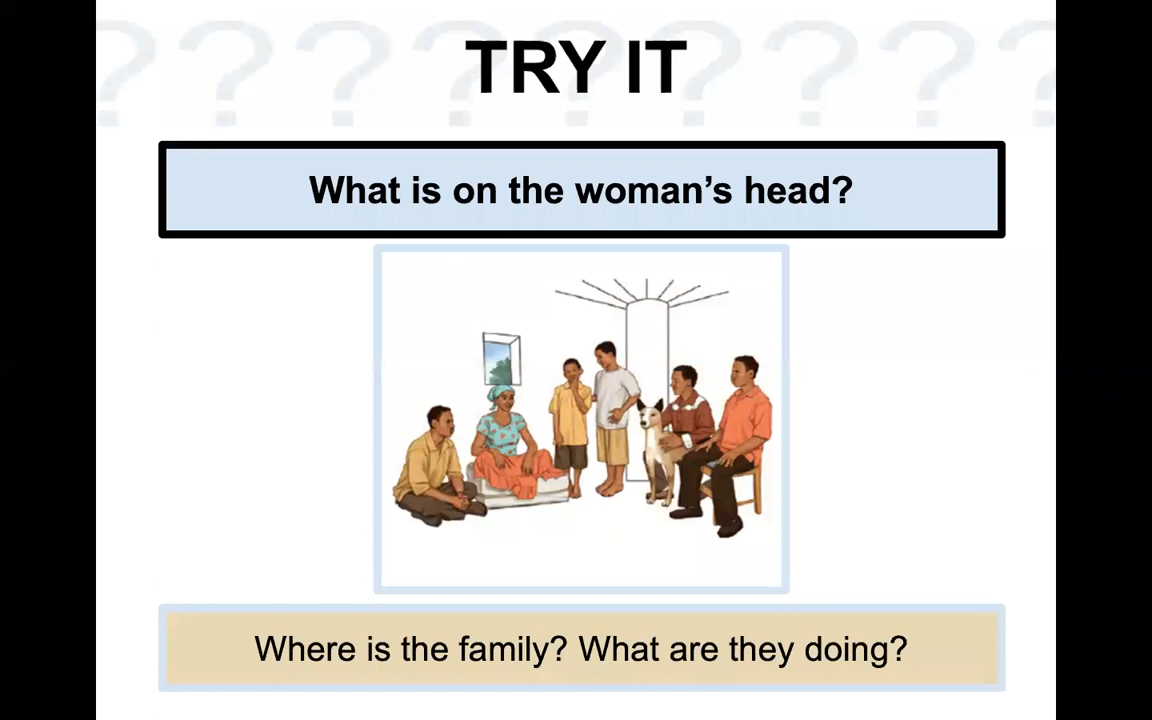 TRY IT
What is on the woman’s head?
Where is the family? What are they doing?